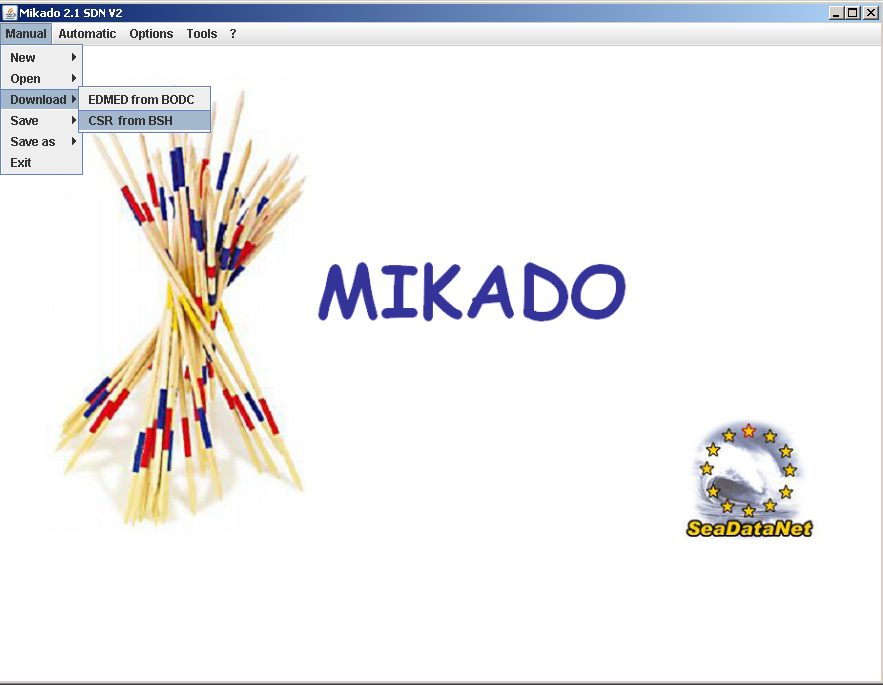 Mikado 2.1 SDN V2
Manual Automatic Options Tools ?
New
Open
Download
Save
Save as
Exit
EDMED from BODC
CSR from BSH
MIKADO
SeaDataNet